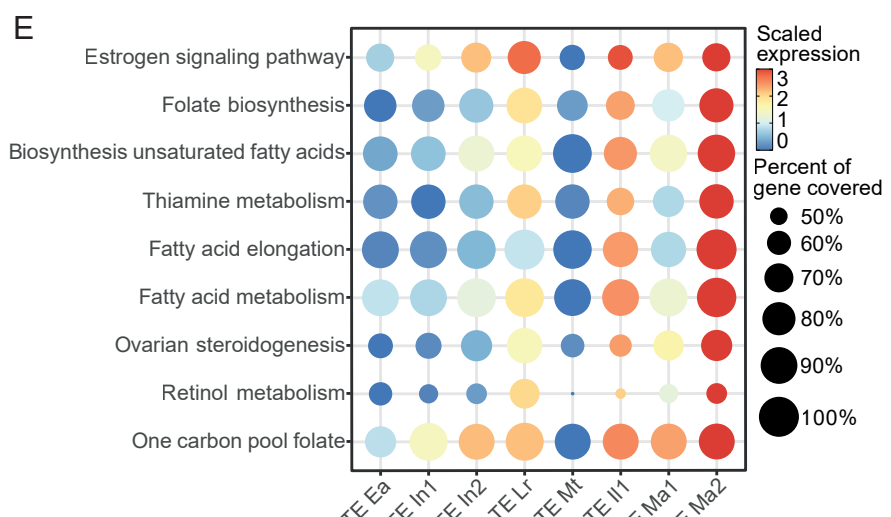 E
Estrogen signaling pathway
Folate biosynthesis
Biosynthesis unsaturated fatty acids
Thiamine metabolism
Fatty acid elongation
Fatty acid metabolism
Ovarian steroidogenesis
Retinol metabolism
One carbon pool folate
TE Ea
TE In1
TE In2
TE Lr
TE Mt
TE Il1
TE Ma1
TE Ma2
Scaled
expression
3
2
1
0
Percent of
gene covered
50%
60%
70%
80%
90%
100%